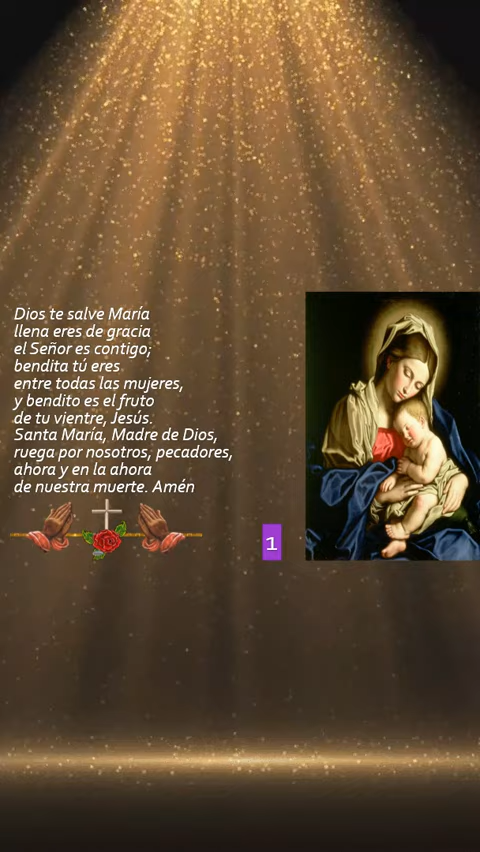 Dios te salve María
llena eres de gracia
el Señor es contigo;
bendita tú eres
entre todas las mujeres,
y bendito es el fruto
de tu vientre, Jesús.
Santa María, Madre de Dios,
ruega por nosotros, pecadores,
ahora y en la ahora
de nuestra muerte. Amén
1